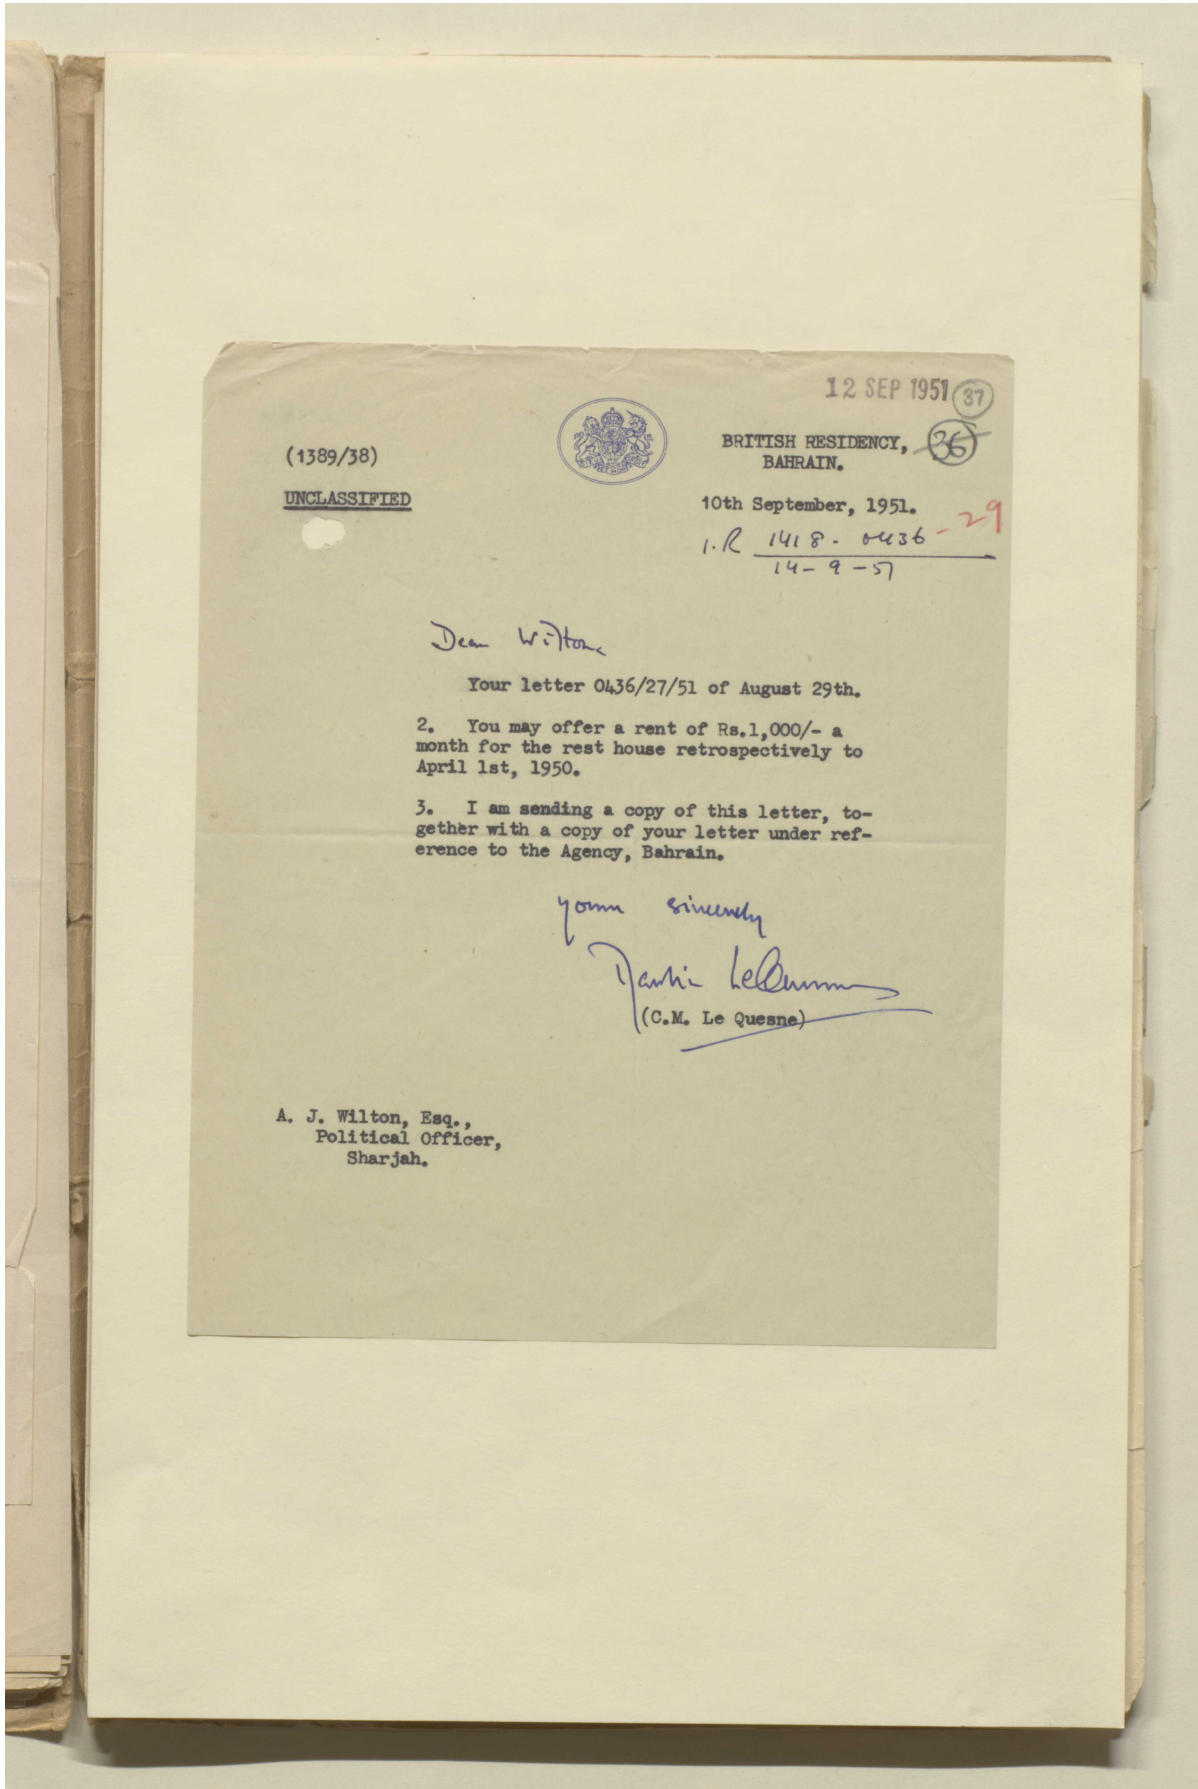 12 SEP 1951
37
36
(1389/38)
BRITISH RESIDENCY,
BAHRAIN.
UNCLASSIFIED
10th September, 1951.
1.R 1418 - 0436 - 29
14-9-51
Dear Wilton,
Your letter 0436/27/51 of August 29th.
2. You may offer a rent of Rs.1,000/- a
month for the rest house retrospectively to
April 1st, 1950.
3. I am sending a copy of this letter, to-
gether with a copy of your letter under ref-
erence to the Agency, Bahrain.
Yours sincerely
Martin Le Quesne
(C.M. Le Quesne)
A. J. Wilton, Esq.,
Political Officer,
Sharjah.